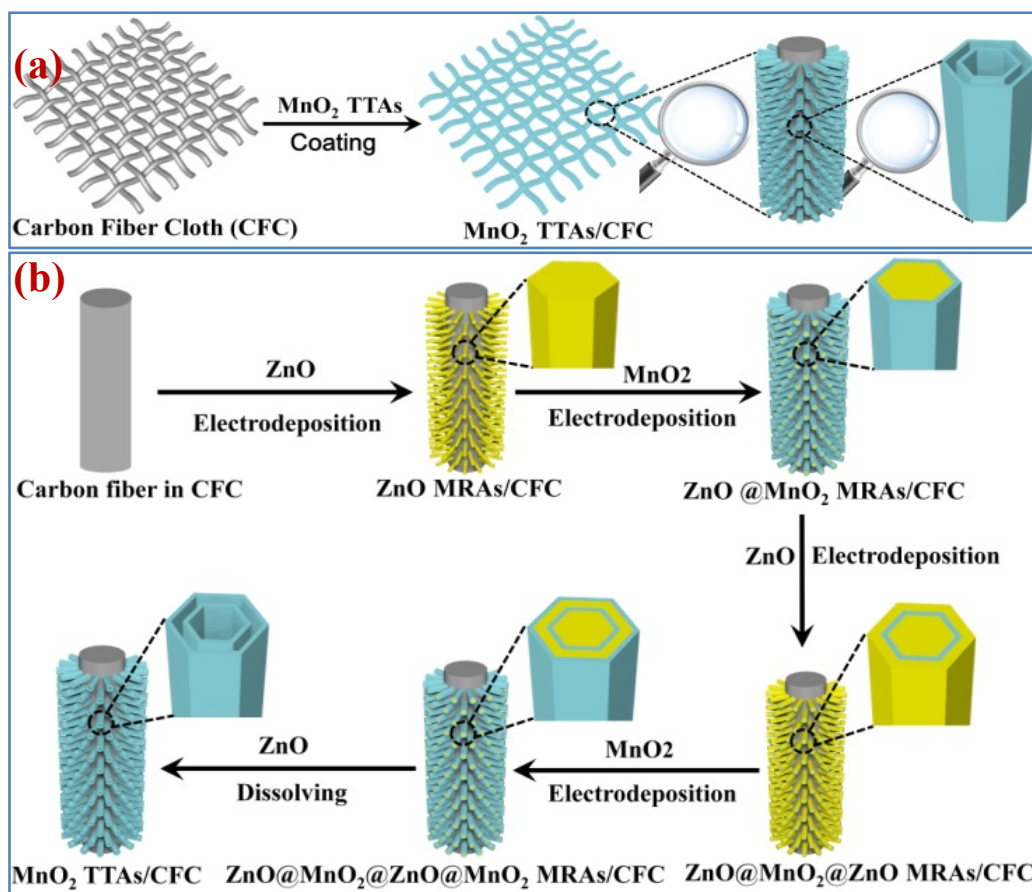 (a)
MnO₂ TTAs
Coating
Carbon Fiber Cloth (CFC)
MnO₂ TTAs/CFC
(b)
ZnO
Electrodeposition
MnO2
Electrodeposition
Carbon fiber in CFC
ZnO MRAs/CFC
ZnO @MnO₂ MRAs/CFC
ZnO Electrodeposition
ZnO
Dissolving
MnO2
Electrodeposition
MnO₂ TTAs/CFC
ZnO@MnO₂@ZnO@MnO₂ MRAs/CFC
ZnO@MnO₂@ZnO MRAs/CFC